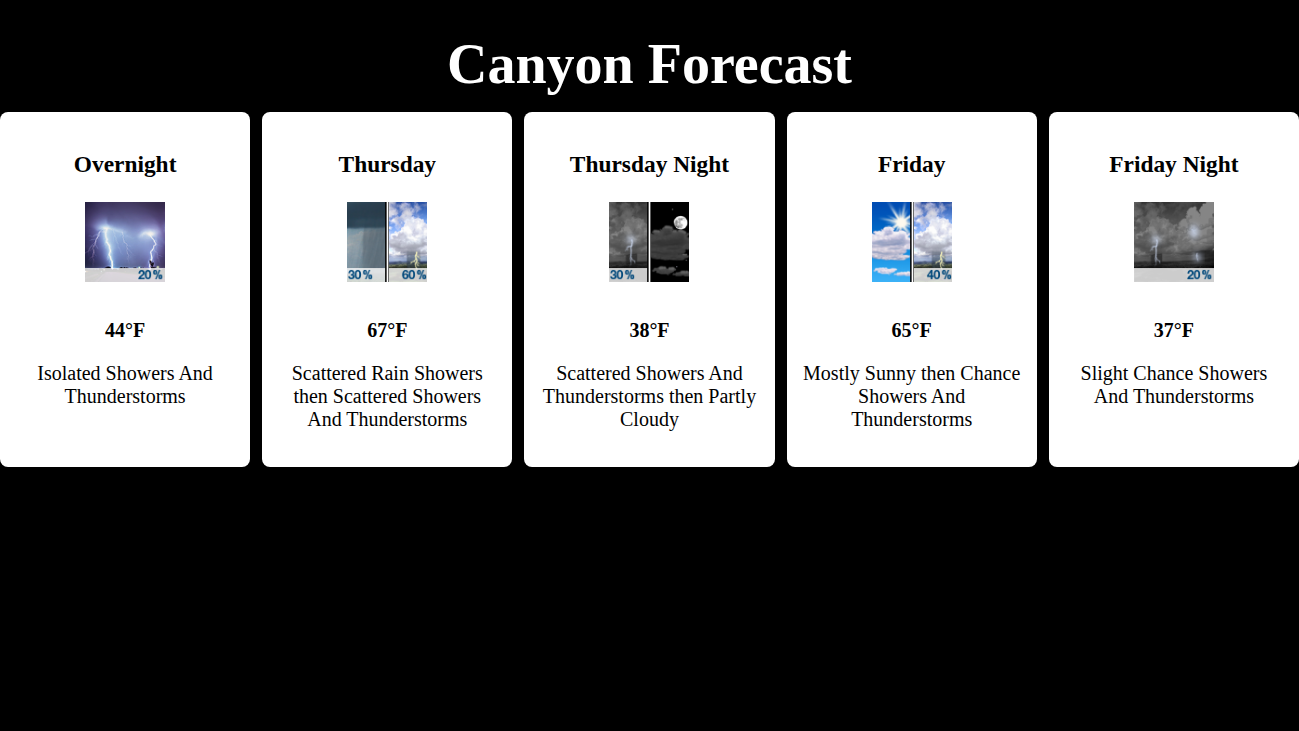 Canyon Forecast
Overnight
20%
44°F
Isolated Showers And
Thunderstorms
Thursday
30% 60%
67°F
Scattered Rain Showers
then Scattered Showers
And Thunderstorms
Thursday Night
30%
38°F
Scattered Showers And
Thunderstorms then Partly
Cloudy
Friday
40%
65°F
Mostly Sunny then Chance
Showers And
Thunderstorms
Friday Night
20%
37°F
Slight Chance Showers
And Thunderstorms